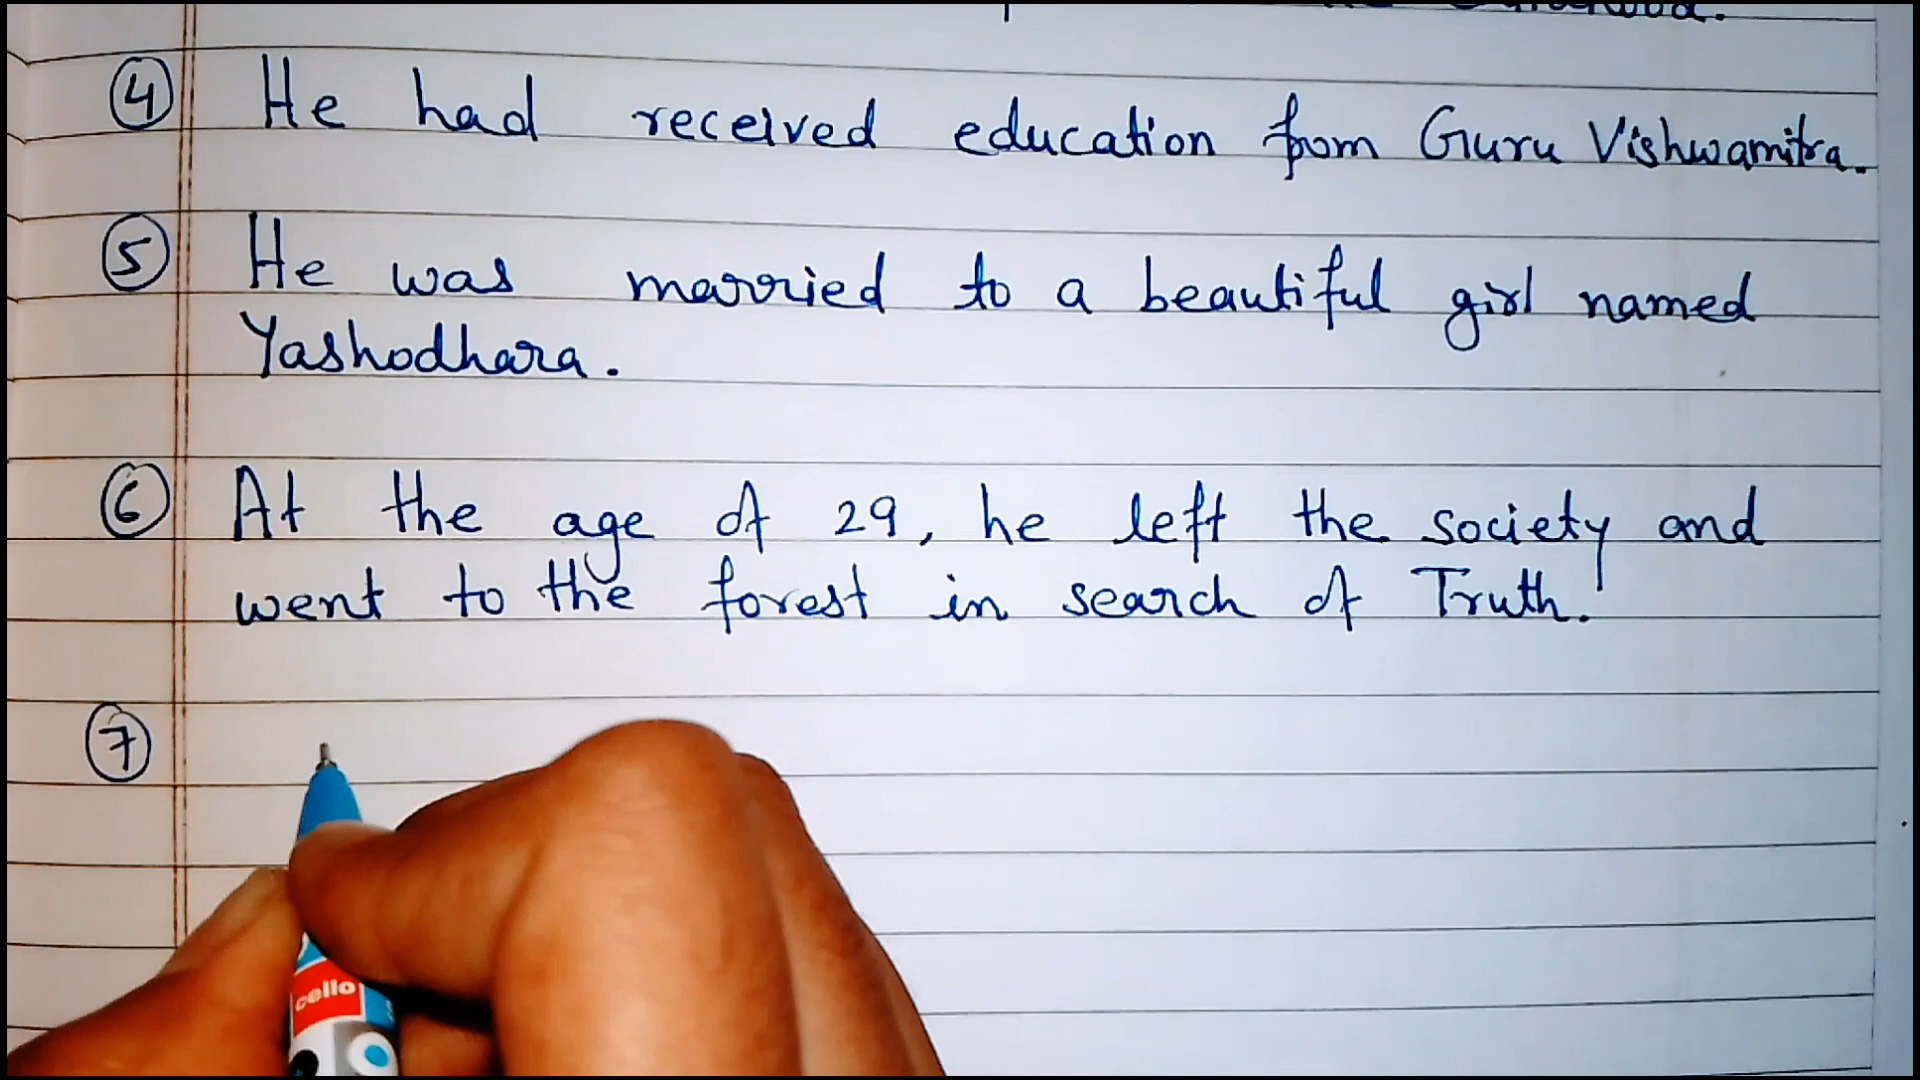 ④ He had received education from Guru Vishwamitra.
⑤ He was married to a beautiful girl named
Yashodhara.
⑥ At the age of 29, he left the society and
went to the forest in search of Truth.
⑦
cello